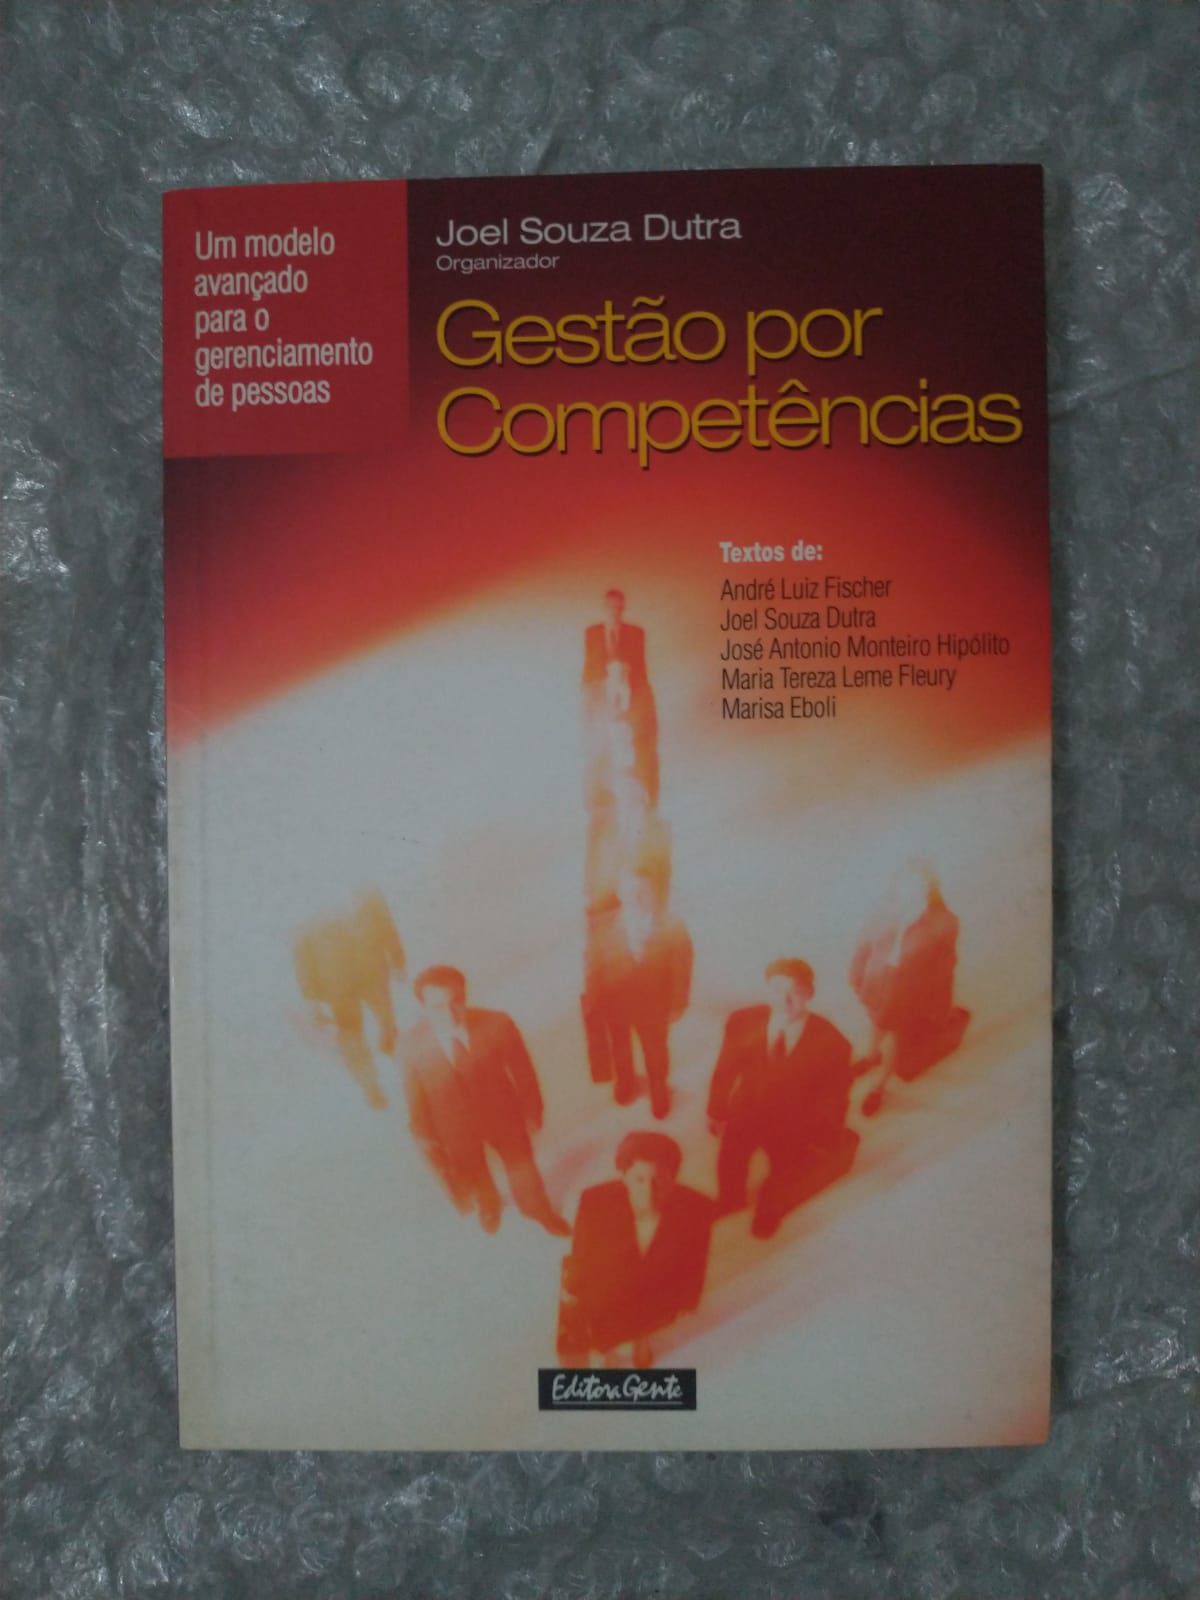 Um modelo
avançado
para o
gerenciamento
de pessoas
Joel Souza Dutra
Organizador
Gestão por
Competências
Textos de:
André Luiz Fischer
Joel Souza Dutra
José Antonio Monteiro Hipólito
Maria Tereza Leme Fleury
Marisa Eboli
Editora Gente